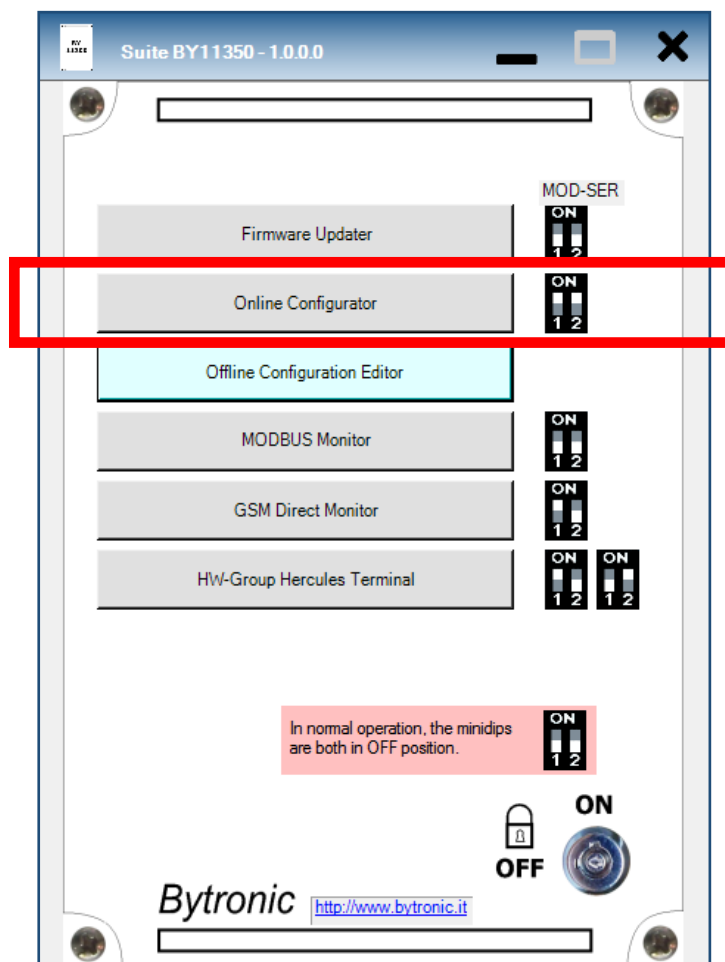 BY
11350
Suite BY11350 - 1.0.0.0
MOD-SER
Firmware Updater
ON
1 2
Online Configurator
ON
1 2
Offline Configuration Editor
MODBUS Monitor
ON
1 2
GSM Direct Monitor
ON
1 2
HW-Group Hercules Terminal
ON ON
1 2 1 2
In normal operation, the minidips
are both in OFF position.
ON
1 2
ON
OFF
Bytronic http://www.bytronic.it